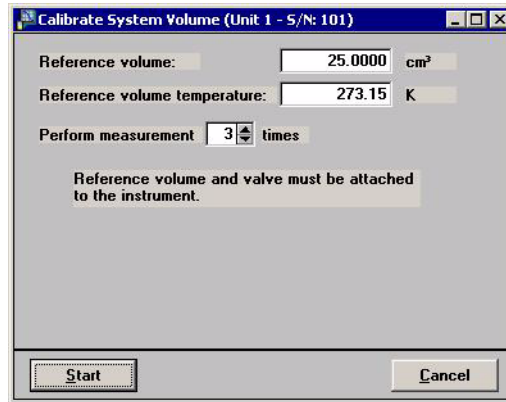 Calibrate System Volume (Unit 1 - S/N: 101)
Reference volume: 25.0000 cm³
Reference volume temperature: 273.15 K
Perform measurement 3 times
Reference volume and valve must be attached
to the instrument.
Start Cancel